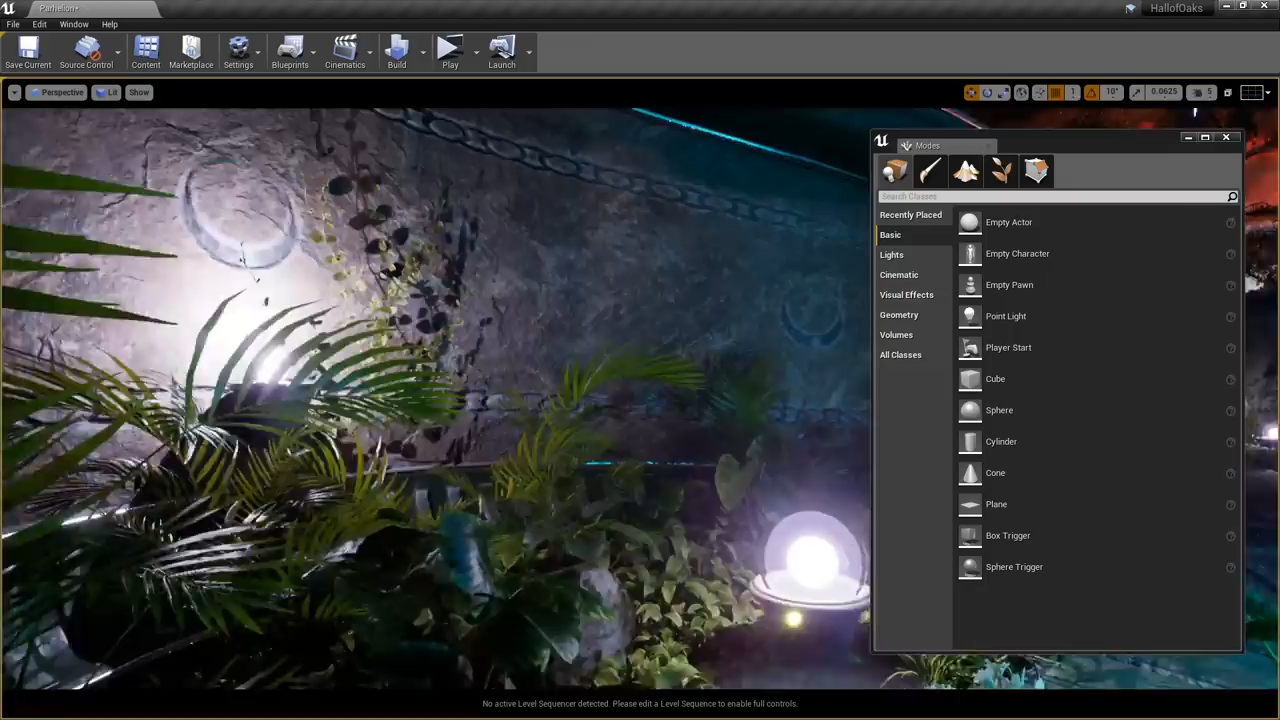 Parhelion*
HallofOaks
File Edit Window Help
Save Current Source Control Content Marketplace Settings Blueprints Cinematics Build Play Launch
Perspective Lit Show
1 10° 0.0625 5
Modes
Search Classes
Recently Placed
Basic
Lights
Cinematic
Visual Effects
Geometry
Volumes
All Classes
Empty Actor
Empty Character
Empty Pawn
Point Light
Player Start
Cube
Sphere
Cylinder
Cone
Plane
Box Trigger
Sphere Trigger
No active Level Sequencer detected. Please edit a Level Sequence to enable full controls.